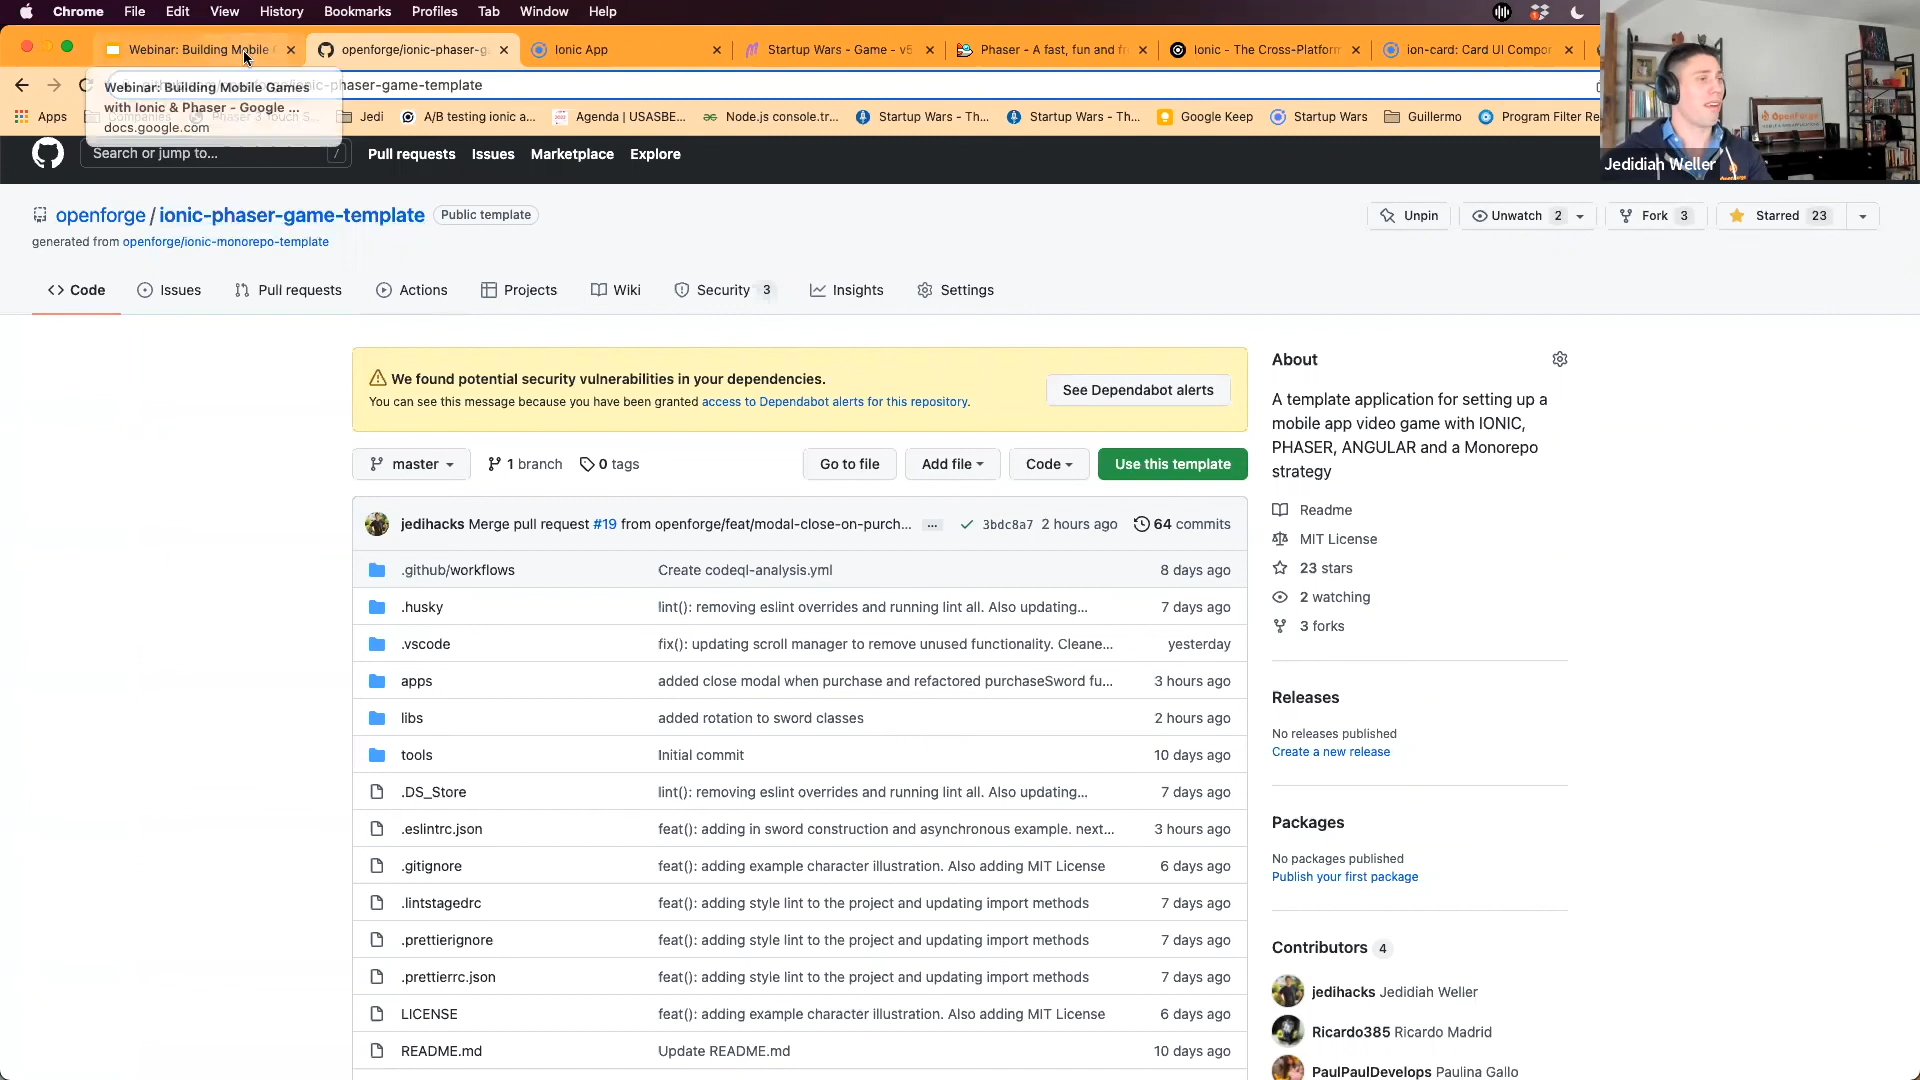 Chrome File Edit View History Bookmarks Profiles Tab Window Help
Webinar: Building Mobile openforge/ionic-phaser-g Ionic App Startup Wars - Game - v5 Phaser - A fast, fun and fr Ionic - The Cross-Platform ion-card: Card UI Compo
phaser-game-template
Webinar: Building Mobile Games
with Ionic & Phaser - Google ...
docs.google.com
Apps Companies Phaser 3 Touch S... Jedi A/B testing ionic a... Agenda | USASBE... Node.js console.tr... Startup Wars - Th... Startup Wars - Th... Google Keep Startup Wars Guillermo Program Filter Re
Search or jump to... / Pull requests Issues Marketplace Explore
Jedidiah Weller
OpenForge
openforge / ionic-phaser-game-template Public template Unpin Unwatch 2 Fork 3 Starred 23
generated from openforge/ionic-monorepo-template
<> Code Issues Pull requests Actions Projects Wiki Security 3 Insights Settings
We found potential security vulnerabilities in your dependencies.
You can see this message because you have been granted access to Dependabot alerts for this repository.
See Dependabot alerts
master 1 branch 0 tags Go to file Add file Code Use this template
jedihacks Merge pull request #19 from openforge/feat/modal-close-on-purch... ... 3bdc8a7 2 hours ago 64 commits
.github/workflows Create codeql-analysis.yml 8 days ago
.husky lint(): removing eslint overrides and running lint all. Also updating... 7 days ago
.vscode fix(): updating scroll manager to remove unused functionality. Cleane... yesterday
apps added close modal when purchase and refactored purchaseSword fu... 3 hours ago
libs added rotation to sword classes 2 hours ago
tools Initial commit 10 days ago
.DS_Store lint(): removing eslint overrides and running lint all. Also updating... 7 days ago
.eslintrc.json feat(): adding in sword construction and asynchronous example. next... 3 hours ago
.gitignore feat(): adding example character illustration. Also adding MIT License 6 days ago
.lintstagedrc feat(): adding style lint to the project and updating import methods 7 days ago
.prettierignore feat(): adding style lint to the project and updating import methods 7 days ago
.prettierrc.json feat(): adding style lint to the project and updating import methods 7 days ago
LICENSE feat(): adding example character illustration. Also adding MIT License 6 days ago
README.md Update README.md 10 days ago
About
A template application for setting up a
mobile app video game with IONIC,
PHASER, ANGULAR and a Monorepo
strategy
Readme
MIT License
23 stars
2 watching
3 forks
Releases
No releases published
Create a new release
Packages
No packages published
Publish your first package
Contributors 4
jedihacks Jedidiah Weller
Ricardo385 Ricardo Madrid
PaulPaulDevelops Paulina Gallo